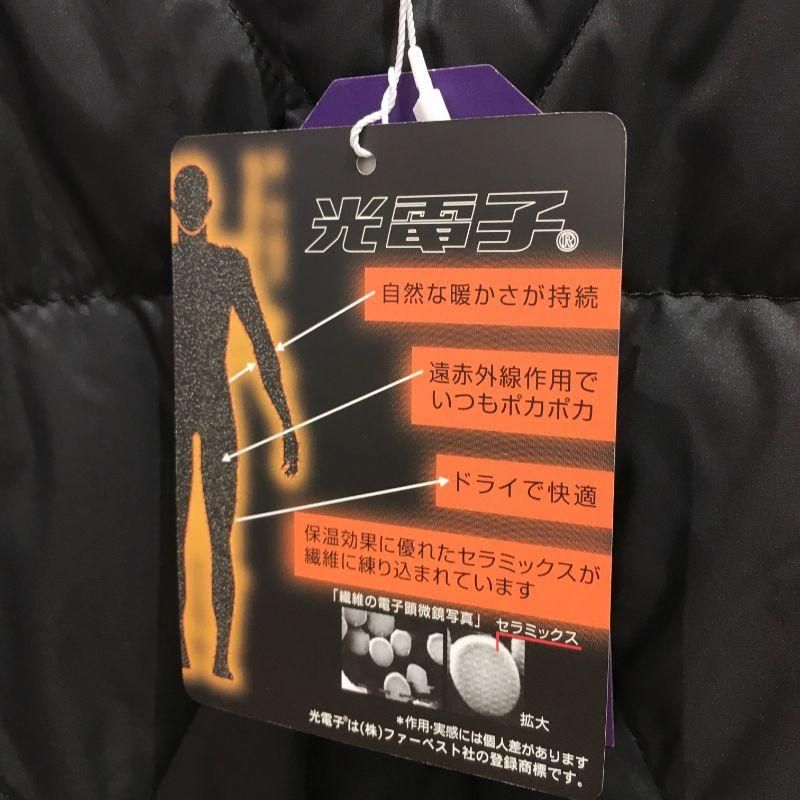 光電子®
自然な暖かさが持続
遠赤外線作用で
いつもポカポカ
ドライで快適
保温効果に優れたセラミックスが
繊維に練り込まれています
「繊維の電子顕微鏡写真」
セラミックス
拡大
*作用・実感には個人差があります
光電子®は(株)ファーベスト社の登録商標です。